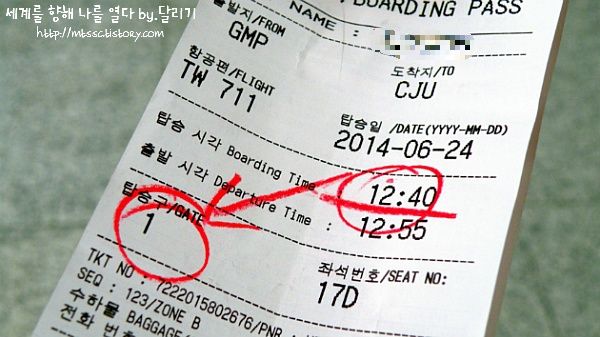 세계를 향해 나를 열다 by.달리기
http://mtssc.tistory.com
BOARDING PASS
NAME :
출발지/FROM
GMP
도착지/TO
CJU
항공편/FLIGHT
TW 711
탑승일 /DATE(YYYY-MM-DD)
2014-06-24
탑승 시각 Boarding Time 12:40
출발 시각 Departure Time : 12:55
탑승구/GATE
1
좌석번호/SEAT NO:
17D
TKT NO : 7222015802676/PNR :
SEQ : 123/ZONE B
수하물 BAGGAGE/
전화 번호